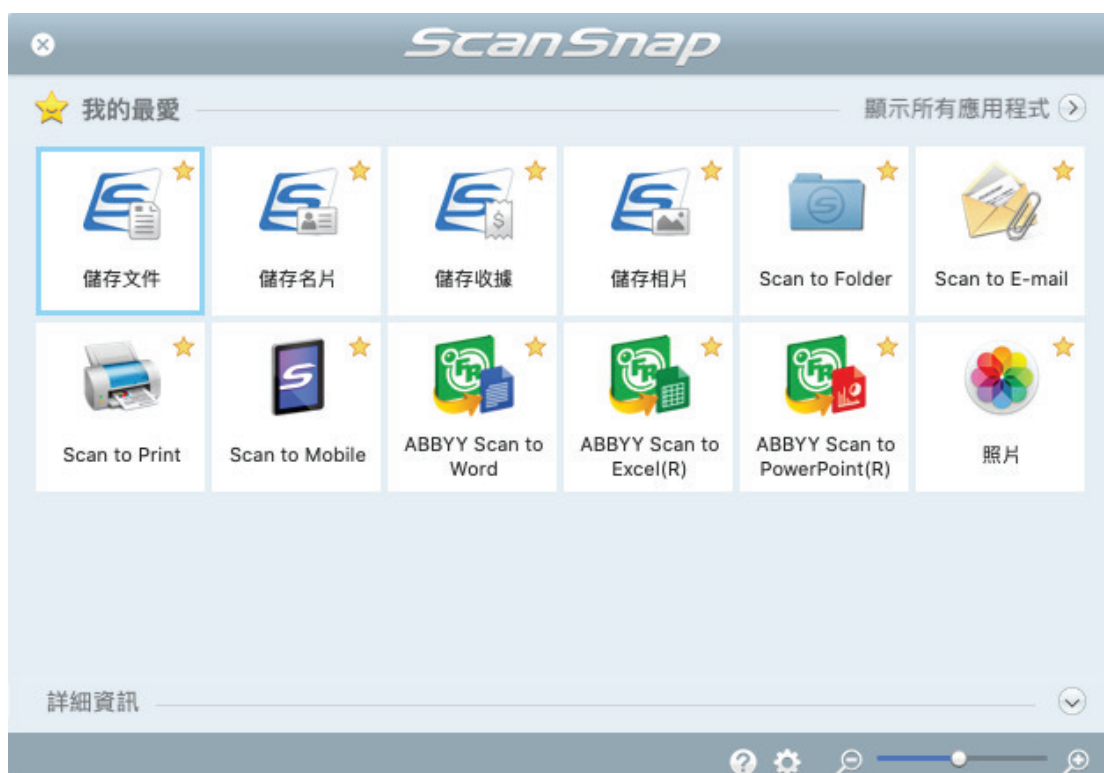 ScanSnap
我的最愛
顯示所有應用程式
儲存文件
儲存名片
儲存收據
儲存相片
Scan to Folder
Scan to E-mail
Scan to Print
Scan to Mobile
ABBYY Scan to
Word
ABBYY Scan to
Excel(R)
ABBYY Scan to
PowerPoint(R)
照片
詳細資訊